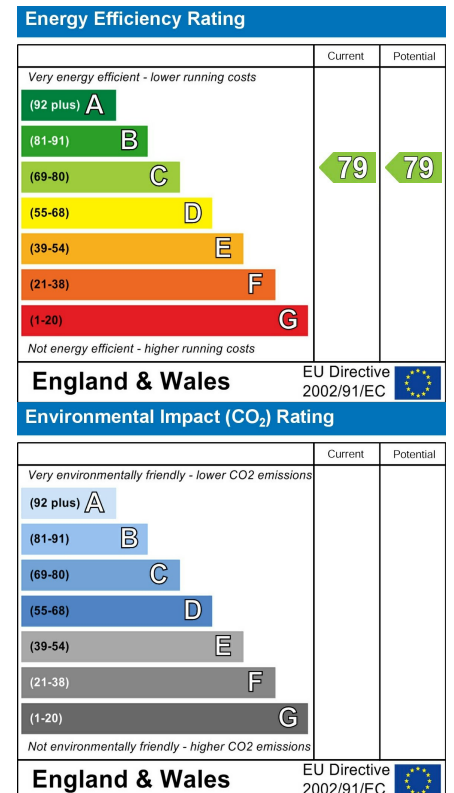 Energy Efficiency Rating
Current Potential
Very energy efficient - lower running costs
(92 plus) A
(81-91) B
(69-80) C 79 79
(55-68) D
(39-54) E
(21-38) F
(1-20) G
Not energy efficient - higher running costs
England & Wales EU Directive
2002/91/EC
Environmental Impact (CO₂) Rating
Current Potential
Very environmentally friendly - lower CO2 emissions
(92 plus) A
(81-91) B
(69-80) C
(55-68) D
(39-54) E
(21-38) F
(1-20) G
Not environmentally friendly - higher CO2 emissions
England & Wales EU Directive
2002/91/EC